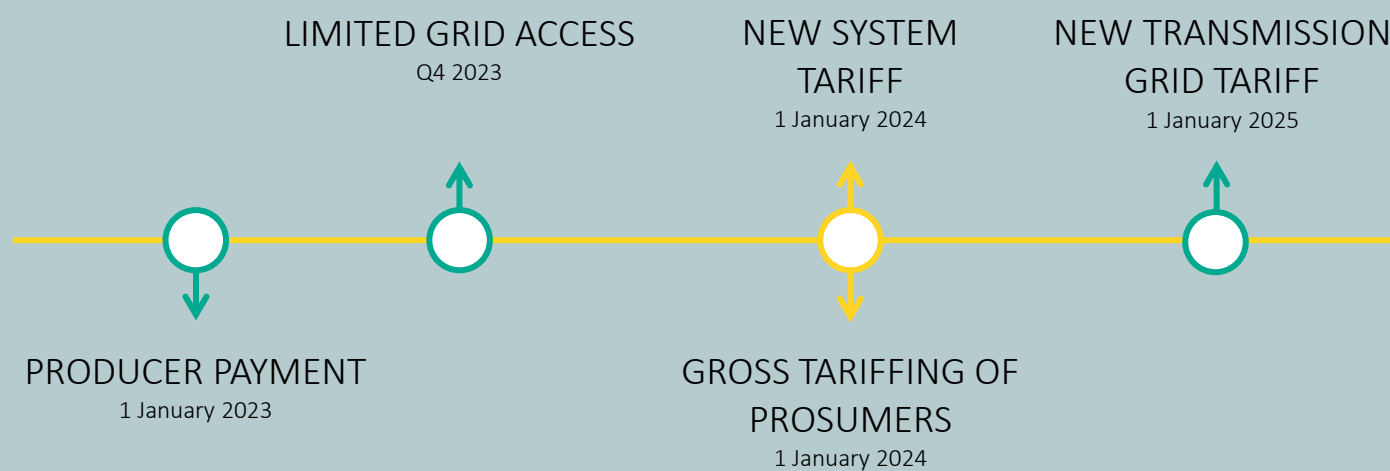 LIMITED GRID ACCESS
Q4 2023
NEW SYSTEM
TARIFF
1 January 2024
NEW TRANSMISSION
GRID TARIFF
1 January 2025
PRODUCER PAYMENT
1 January 2023
GROSS TARIFFING OF
PROSUMERS
1 January 2024